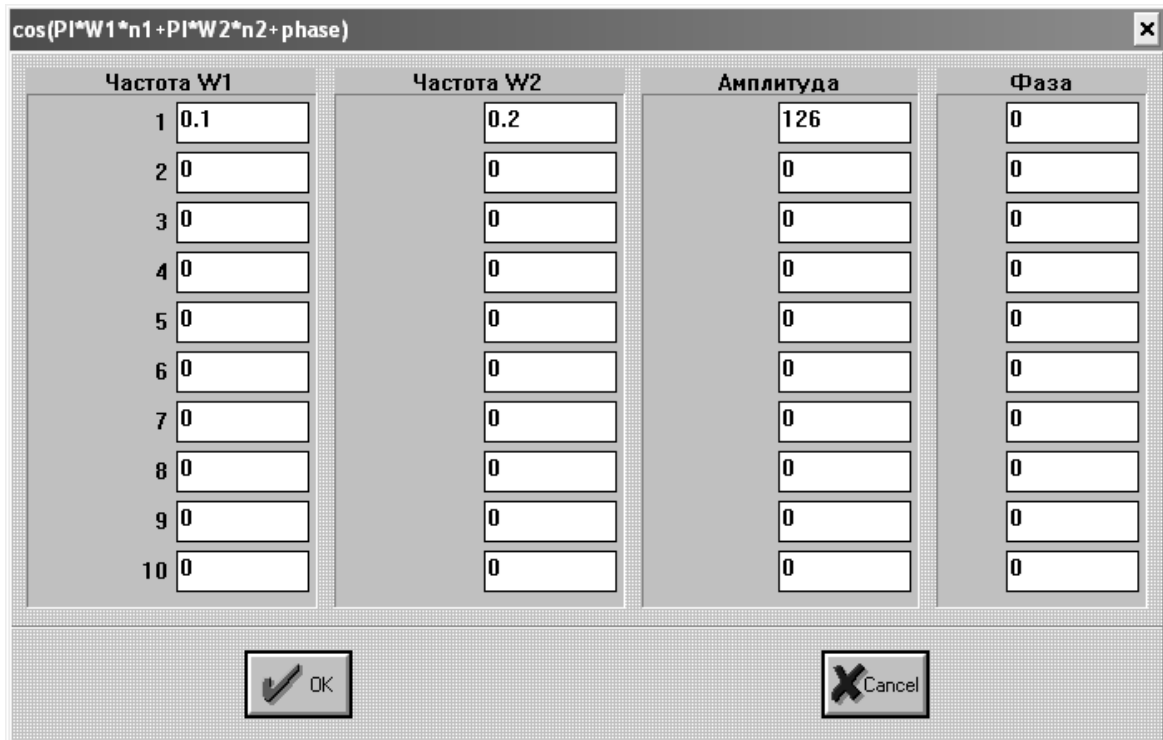 cos(PI*W1*n1+PI*W2*n2+phase)
Частота W1 Частота W2 Амплитуда Фаза
1 0.1 0.2 126 0
2 0 0 0 0
3 0 0 0 0
4 0 0 0 0
5 0 0 0 0
6 0 0 0 0
7 0 0 0 0
8 0 0 0 0
9 0 0 0 0
10 0 0 0 0
OK Cancel